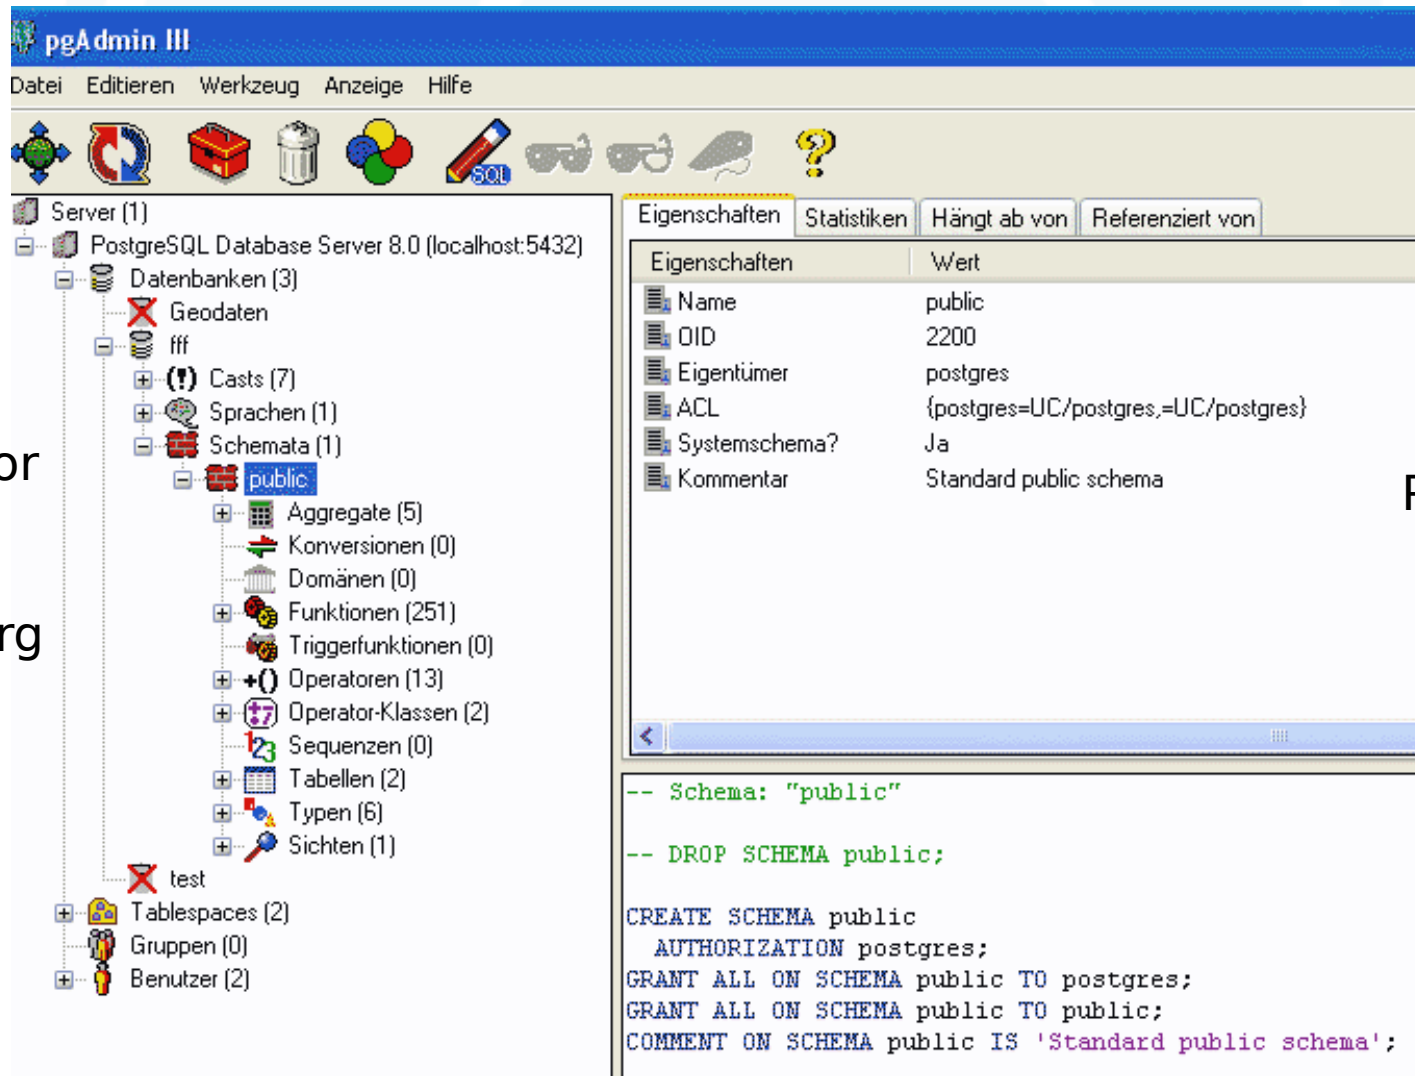 pgAdmin III
Datei Editieren Werkzeug Anzeige Hilfe
SQL
Server (1)
PostgreSQL Database Server 8.0 (localhost:5432)
Datenbanken (3)
Geodaten
fff
Casts (7)
Sprachen (1)
Schemata (1)
public
Aggregate (5)
Konversionen (0)
Domänen (0)
Funktionen (251)
Triggerfunktionen (0)
Operatoren (13)
Operator-Klassen (2)
Sequenzen (0)
Tabellen (2)
Typen (6)
Sichten (1)
test
Tablespaces (2)
Gruppen (0)
Benutzer (2)
or
rg
Eigenschaften Statistiken Hängt ab von Referenziert von
Eigenschaften Wert
Name public
OID 2200
Eigentümer postgres
ACL {postgres=UC/postgres,=UC/postgres}
Systemschema? Ja
Kommentar Standard public schema
-- Schema: "public"
-- DROP SCHEMA public;
CREATE SCHEMA public
AUTHORIZATION postgres;
GRANT ALL ON SCHEMA public TO postgres;
GRANT ALL ON SCHEMA public TO public;
COMMENT ON SCHEMA public IS 'Standard public schema';